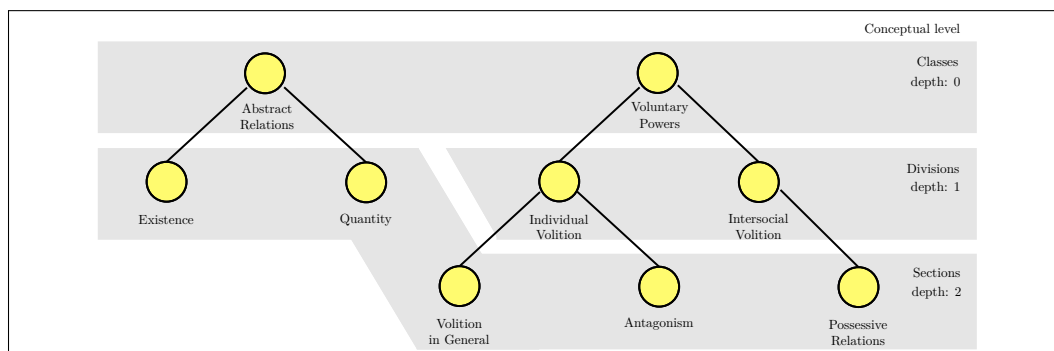 Conceptual level
Classes
depth: 0
Abstract
Relations
Voluntary
Powers
Divisions
depth: 1
Existence
Quantity
Individual
Volition
Intersocial
Volition
Sections
depth: 2
Volition
in General
Antagonism
Possessive
Relations